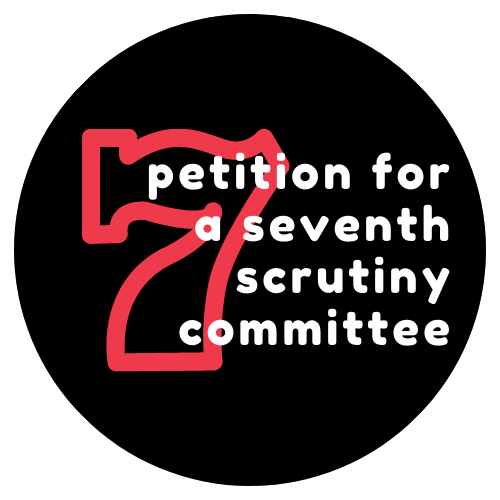 7
petition for
a seventh
scrutiny
committee